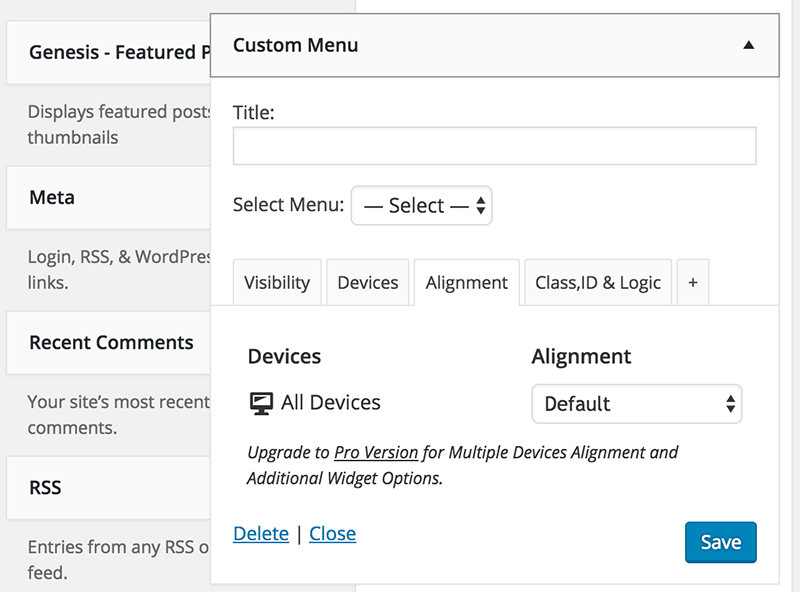 Genesis - Featured P
Displays featured posts
thumbnails
Meta
Login, RSS, & WordPres
links.
Recent Comments
Your site's most recent
comments.
RSS
Entries from any RSS o
feed.
Custom Menu
Title:
Select Menu: — Select —
Visibility Devices Alignment Class,ID & Logic +
Devices Alignment
All Devices Default
Upgrade to Pro Version for Multiple Devices Alignment and
Additional Widget Options.
Delete | Close Save